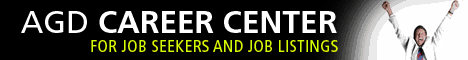 AGD CAREER CENTER
FOR JOB SEEKERS AND JOB LISTINGS